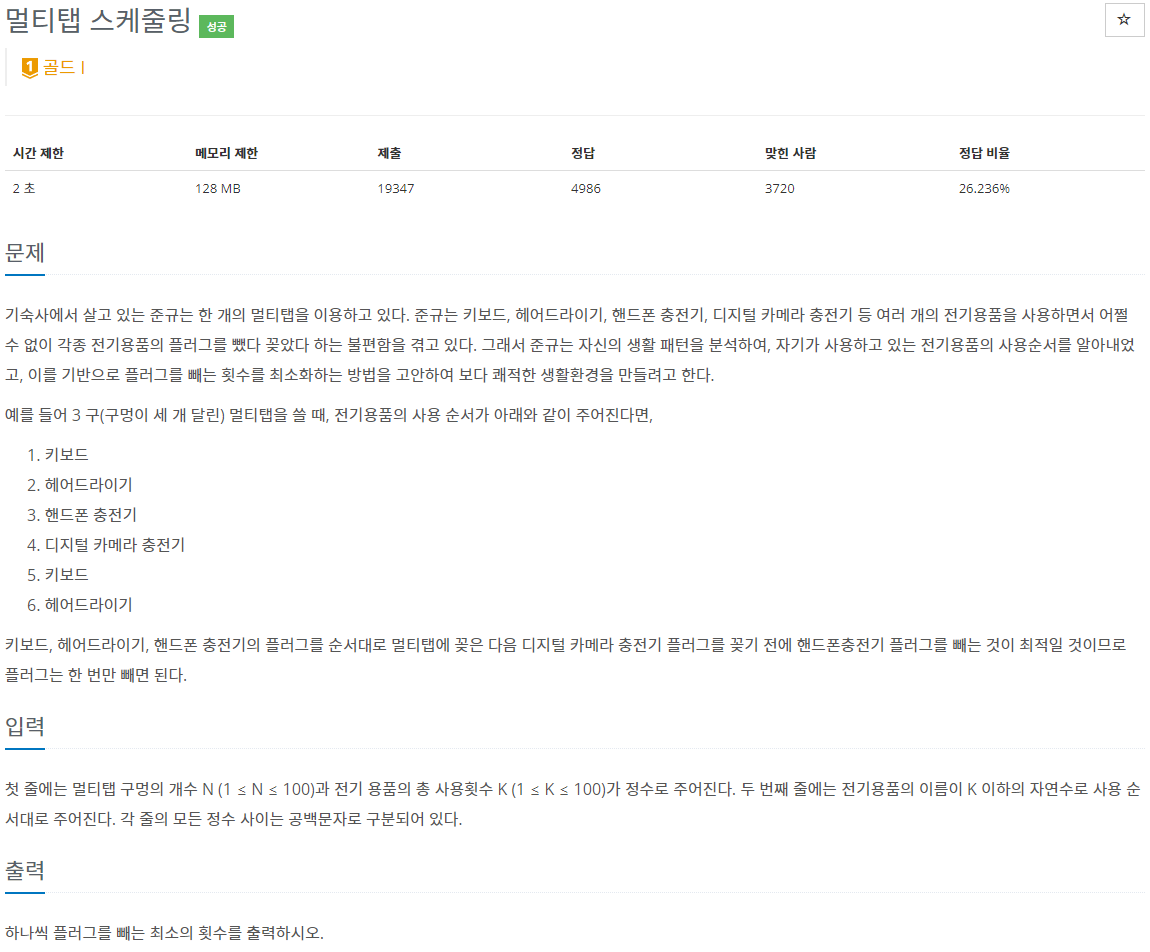 멀티탭 스케줄링 성공
☆
1 골드 I
시간 제한 메모리 제한 제출 정답 맞힌 사람 정답 비율
2 초 128 MB 19347 4986 3720 26.236%
문제
기숙사에서 살고 있는 준규는 한 개의 멀티탭을 이용하고 있다. 준규는 키보드, 헤어드라이기, 핸드폰 충전기, 디지털 카메라 충전기 등 여러 개의 전기용품을 사용하면서 어쩔
수 없이 각종 전기용품의 플러그를 뺐다 꽂았다 하는 불편함을 겪고 있다. 그래서 준규는 자신의 생활 패턴을 분석하여, 자기가 사용하고 있는 전기용품의 사용순서를 알아내었
고, 이를 기반으로 플러그를 빼는 횟수를 최소화하는 방법을 고안하여 보다 쾌적한 생활환경을 만들려고 한다.
예를 들어 3 구(구멍이 세 개 달린) 멀티탭을 쓸 때, 전기용품의 사용 순서가 아래와 같이 주어진다면,
1. 키보드
2. 헤어드라이기
3. 핸드폰 충전기
4. 디지털 카메라 충전기
5. 키보드
6. 헤어드라이기
키보드, 헤어드라이기, 핸드폰 충전기의 플러그를 순서대로 멀티탭에 꽂은 다음 디지털 카메라 충전기 플러그를 꽂기 전에 핸드폰충전기 플러그를 빼는 것이 최적일 것이므로
플러그는 한 번만 빼면 된다.
입력
첫 줄에는 멀티탭 구멍의 개수 N (1 ≤ N ≤ 100)과 전기 용품의 총 사용횟수 K (1 ≤ K ≤ 100)가 정수로 주어진다. 두 번째 줄에는 전기용품의 이름이 K 이하의 자연수로 사용 순
서대로 주어진다. 각 줄의 모든 정수 사이는 공백문자로 구분되어 있다.
출력
하나씩 플러그를 빼는 최소의 횟수를 출력하시오.